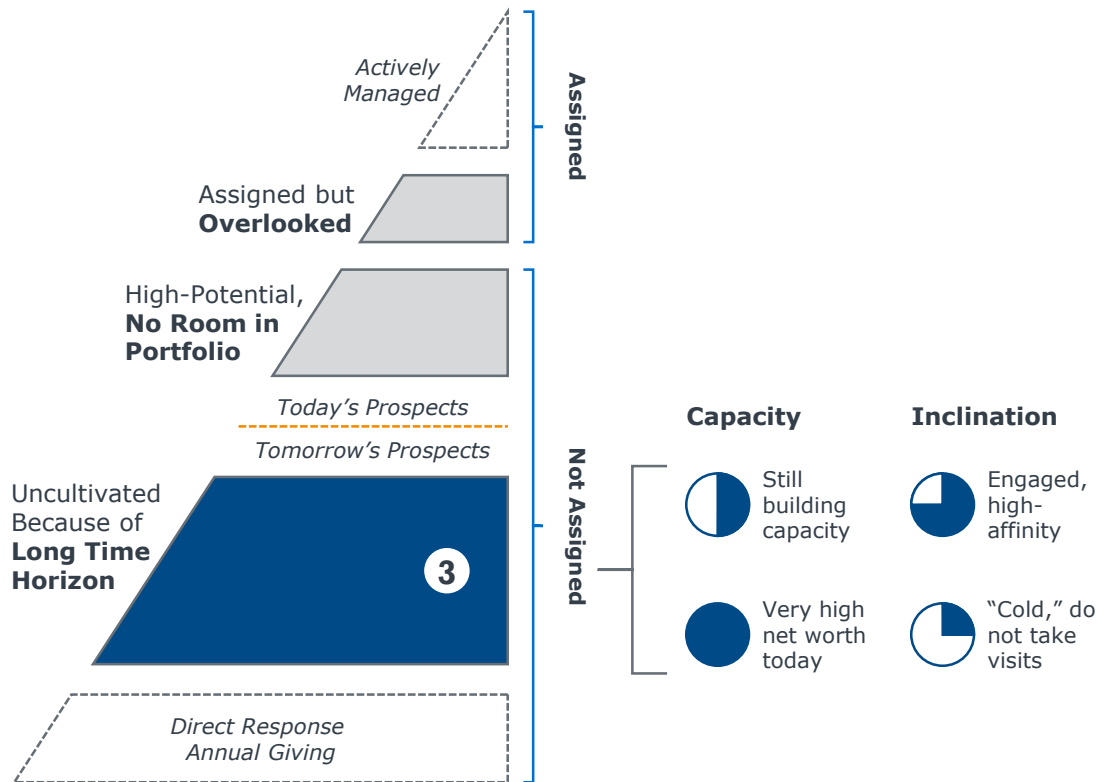 Actively
Managed
Assigned
Assigned but
Overlooked
High-Potential,
No Room in
Portfolio
Today's Prospects
Tomorrow's Prospects
Not Assigned
Uncultivated
Because of
Long Time
Horizon
3
Capacity
Inclination
Still
building
capacity
Engaged,
high-
affinity
Very high
net worth
today
“Cold,” do
not take
visits
Direct Response
Annual Giving